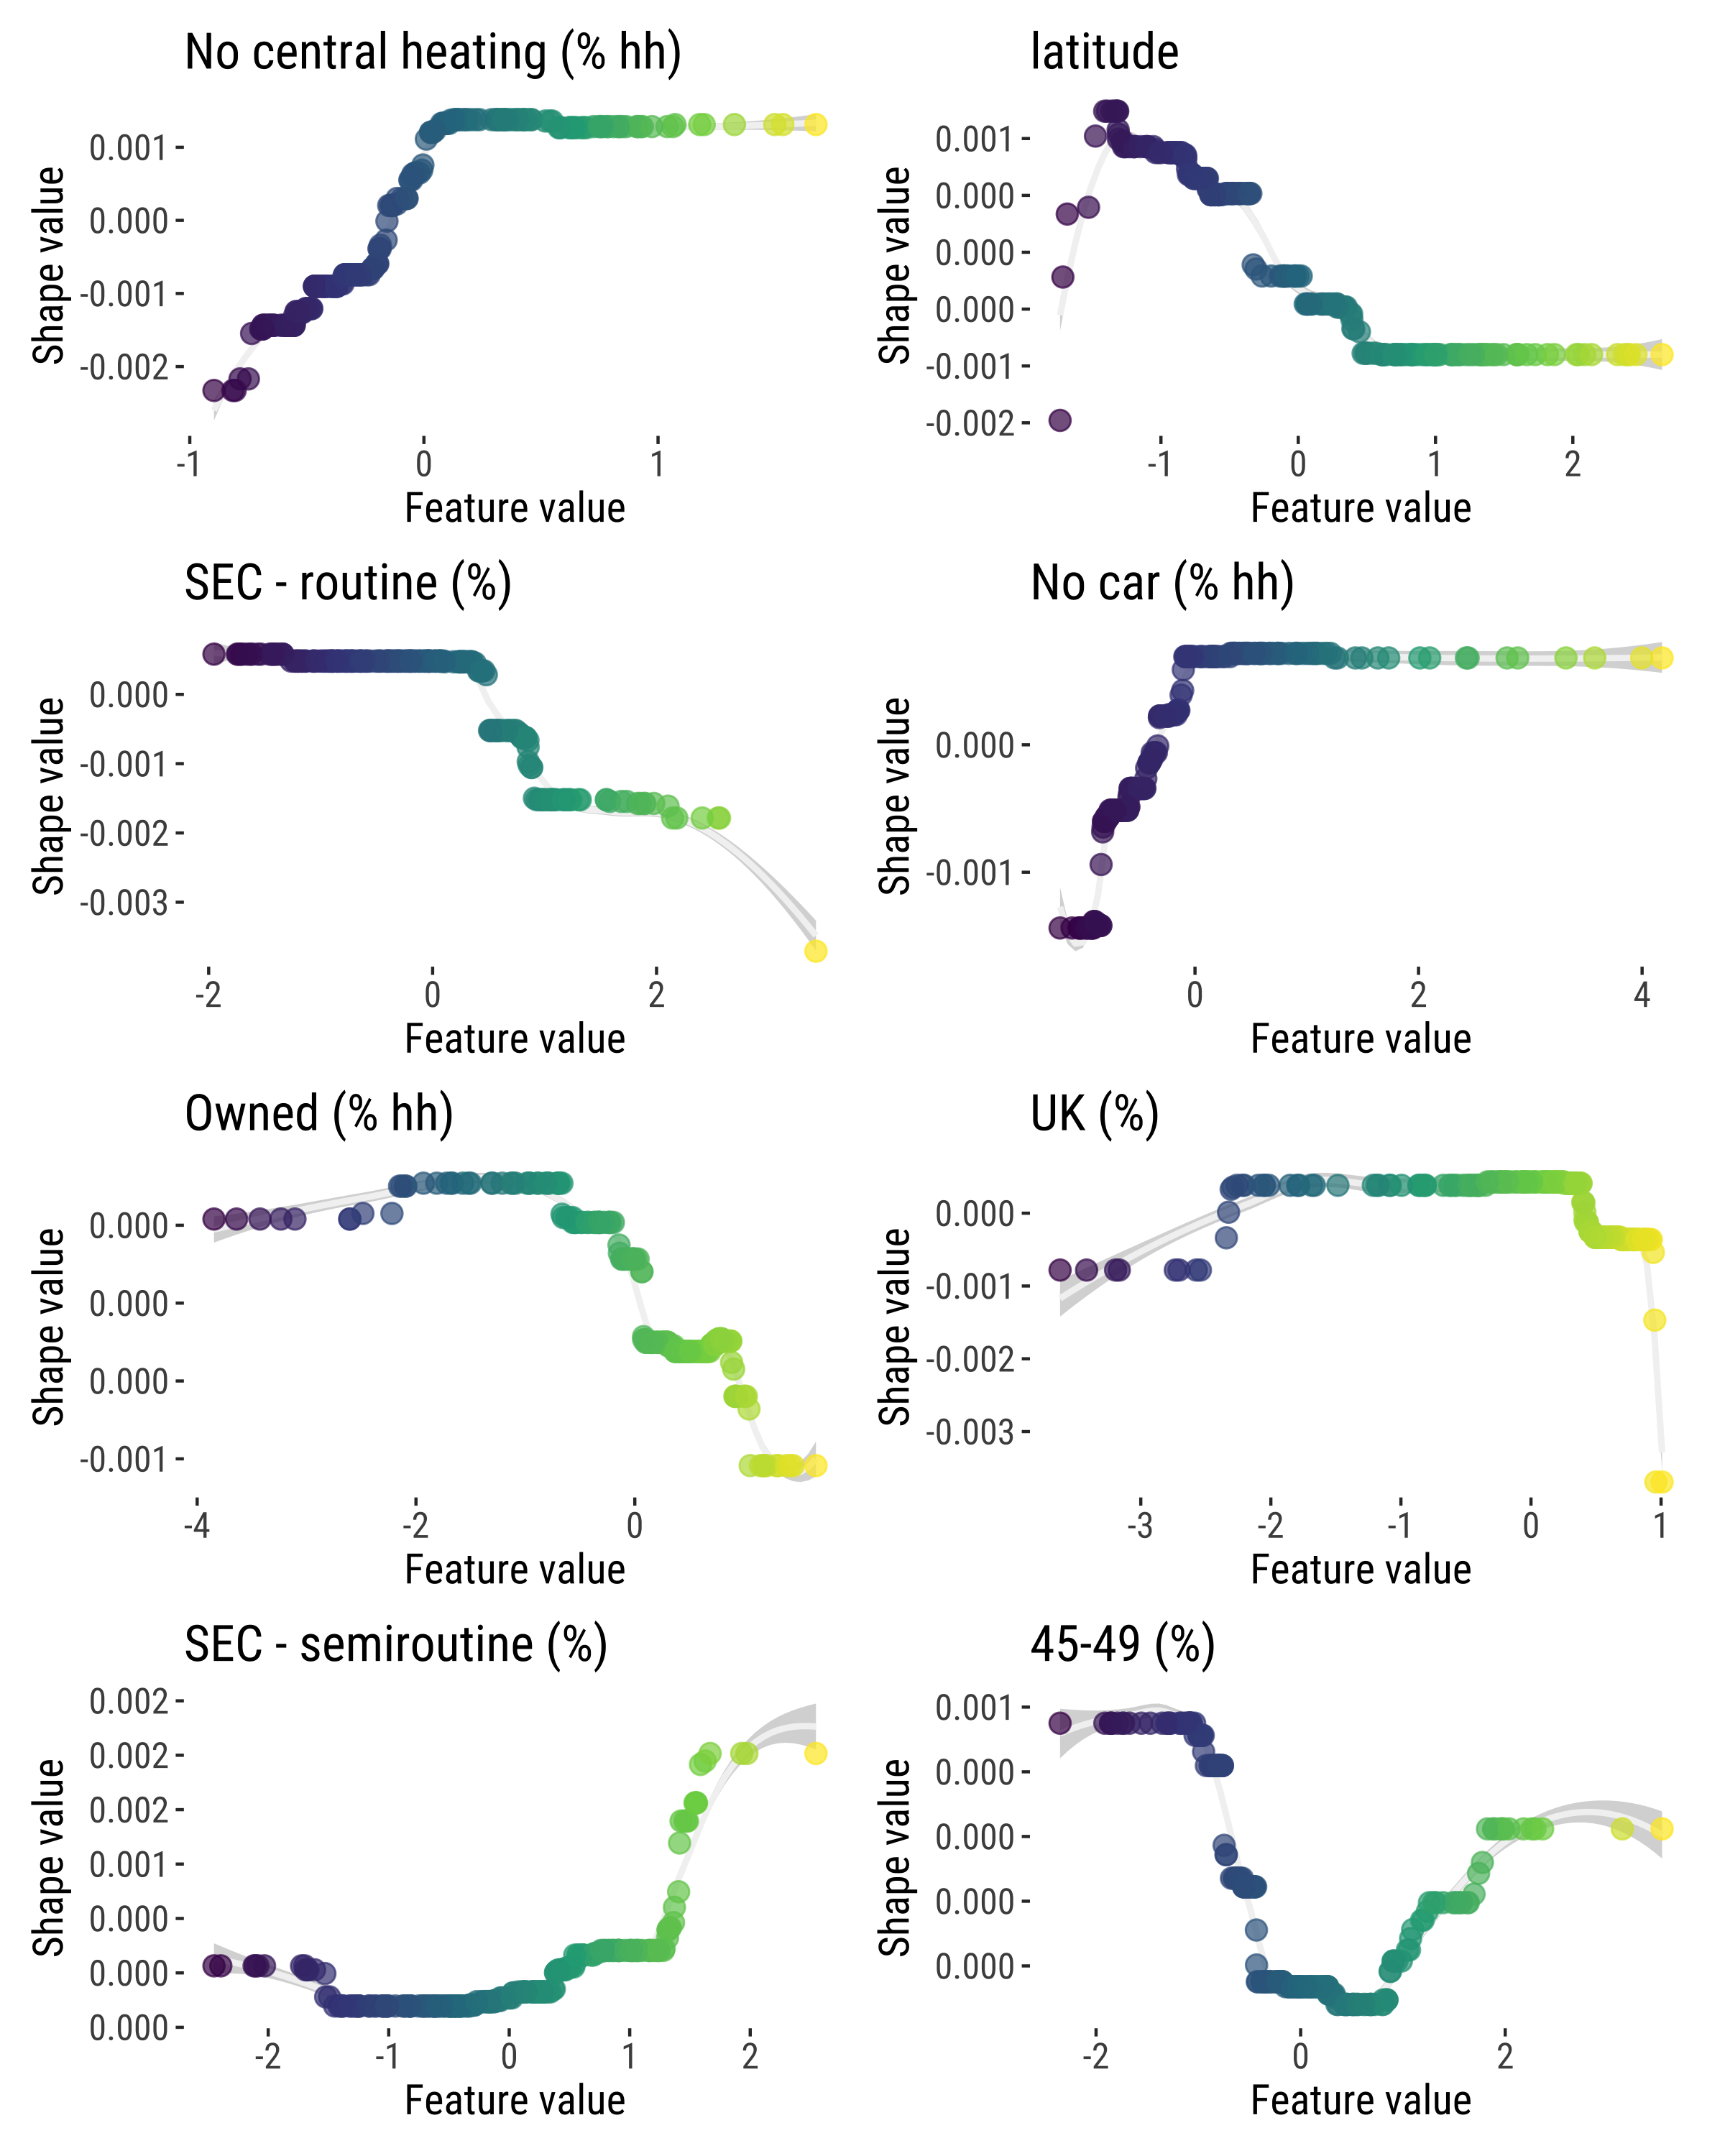 No central heating (% hh)
Shape value
0.001
0.000
-0.001
-0.002
-1 0 1
Feature value
latitude
Shape value
0.001
0.000
0.000
0.000
-0.001
-0.002
-1 0 1 2
Feature value
SEC - routine (%)
Shape value
0.000
-0.001
-0.002
-0.003
-2 0 2
Feature value
No car (% hh)
Shape value
0.000
-0.001
0 2 4
Feature value
Owned (% hh)
Shape value
0.000
0.000
0.000
-0.001
-4 -2 0
Feature value
UK (%)
Shape value
0.000
-0.001
-0.002
-0.003
-3 -2 -1 0 1
Feature value
SEC - semiroutine (%)
Shape value
0.002
0.002
0.002
0.001
0.000
0.000
0.000
-2 -1 0 1 2
Feature value
45-49 (%)
Shape value
0.001
0.000
0.000
0.000
0.000
-2 0 2
Feature value